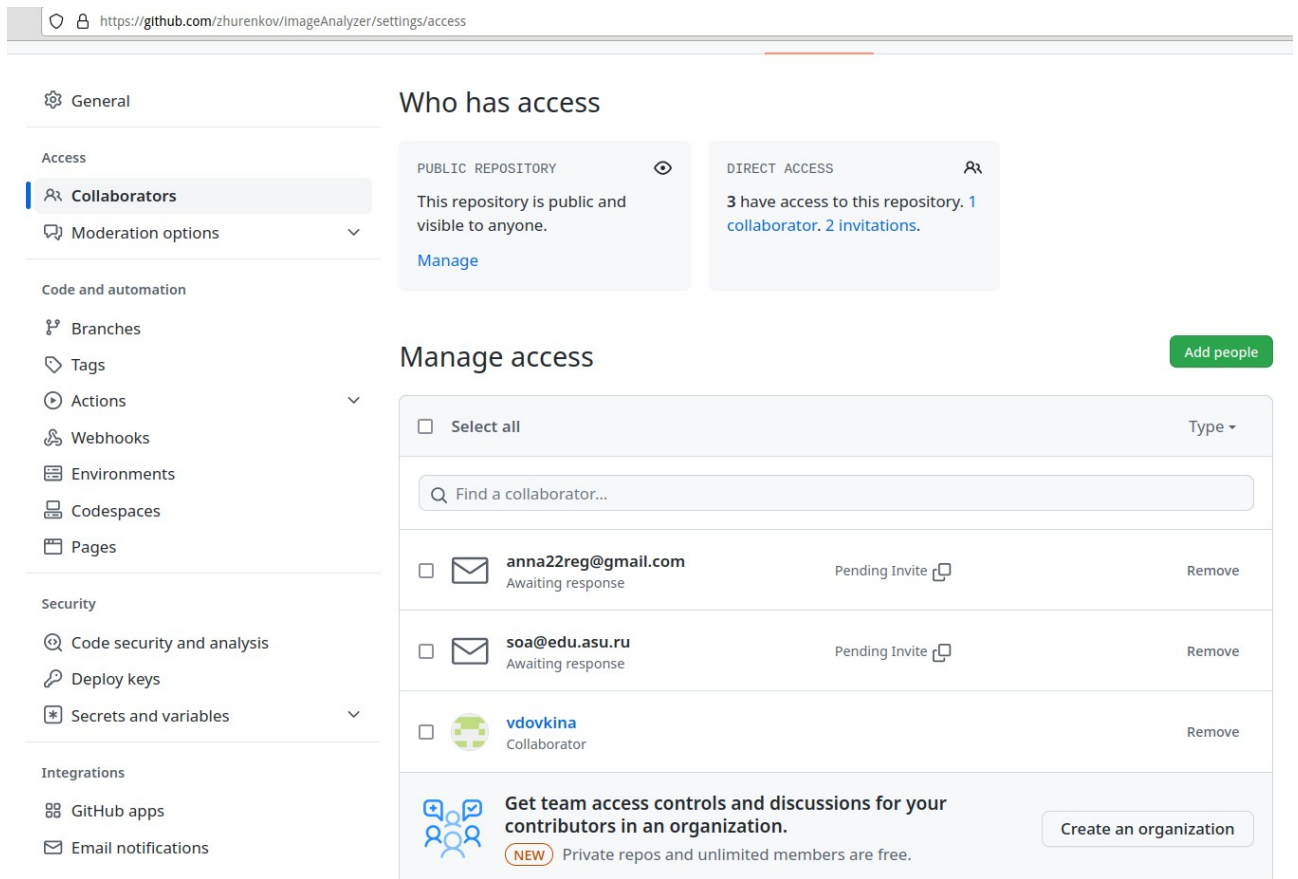 https://github.com/zhurenkov/imageAnalyzer/settings/access
General
Access
Collaborators
Moderation options
Code and automation
Branches
Tags
Actions
Webhooks
Environments
Codespaces
Pages
Security
Code security and analysis
Deploy keys
Secrets and variables
Integrations
GitHub apps
Email notifications
Who has access
PUBLIC REPOSITORY
This repository is public and
visible to anyone.
Manage
DIRECT ACCESS
3 have access to this repository. 1
collaborator. 2 invitations.
Manage access
Add people
Select all
Type
Find a collaborator...
anna22reg@gmail.com
Awaiting response
Pending Invite
Remove
soa@edu.asu.ru
Awaiting response
Pending Invite
Remove
vdovkina
Collaborator
Remove
Get team access controls and discussions for your
contributors in an organization.
NEW Private repos and unlimited members are free.
Create an organization